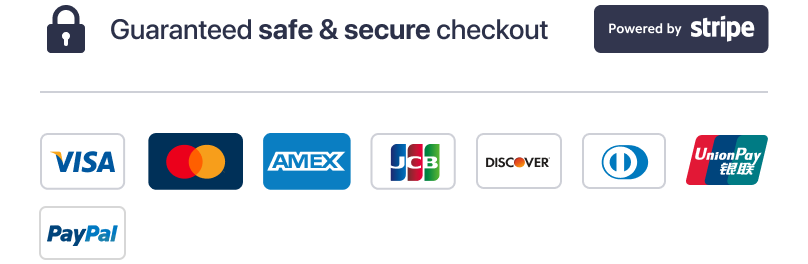 Guaranteed safe & secure checkout
Powered by stripe
VISA
AMEX
JCB
DISCOVER
UnionPay
银联
PayPal